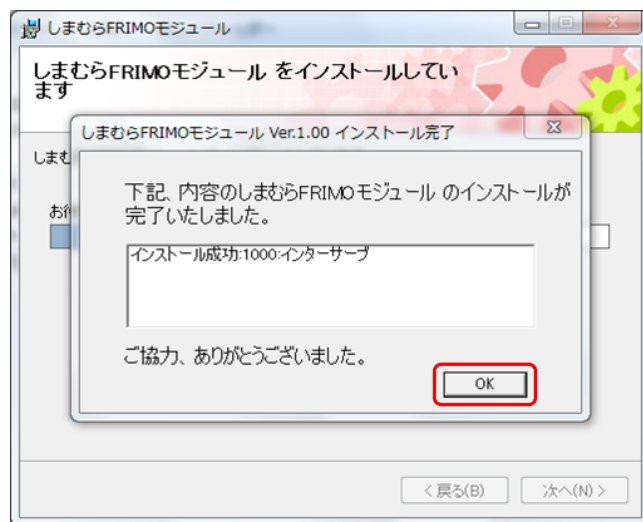 しまむらFRIMOモジュール
しまむらFRIMOモジュール をインストールしてい
ます
しまむらFRIMOモジュール Ver.1.00 インストール完了
しまむ
お待
下記、内容のしまむらFRIMOモジュール のインストールが
完了いたしました。
インストール成功:1000:インターサーブ
ご協力、ありがとうございました。
OK
< 戻る(B)
次へ(N) >